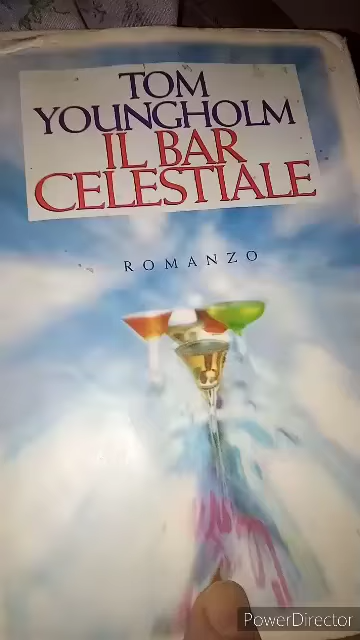 TOM
YOUNGHOLM
IL BAR
CELESTIALE
ROMANZO
PowerDirector